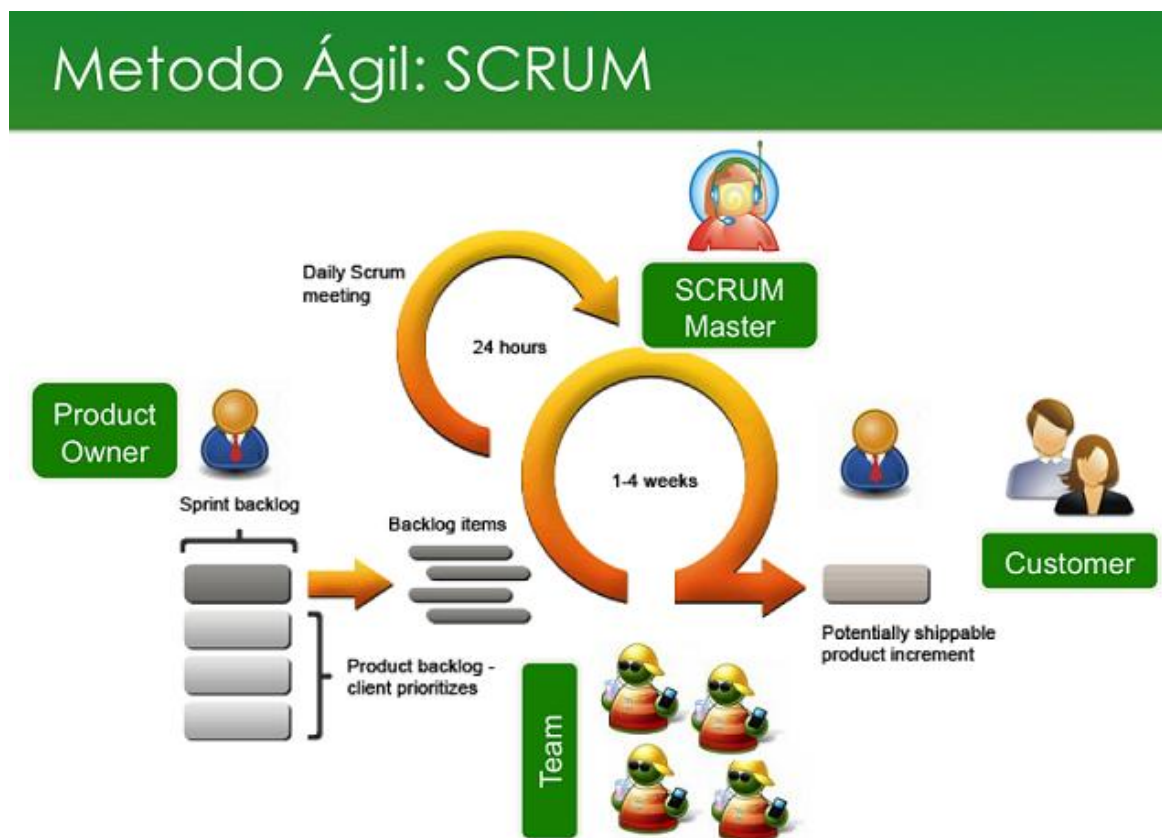 Metodo Ágil: SCRUM
Daily Scrum
meeting
24 hours
SCRUM
Master
Product
Owner
1-4 weeks
Sprint backlog
Backlog items
Customer
Potentially shippable
product increment
Product backlog -
client prioritizes
Team